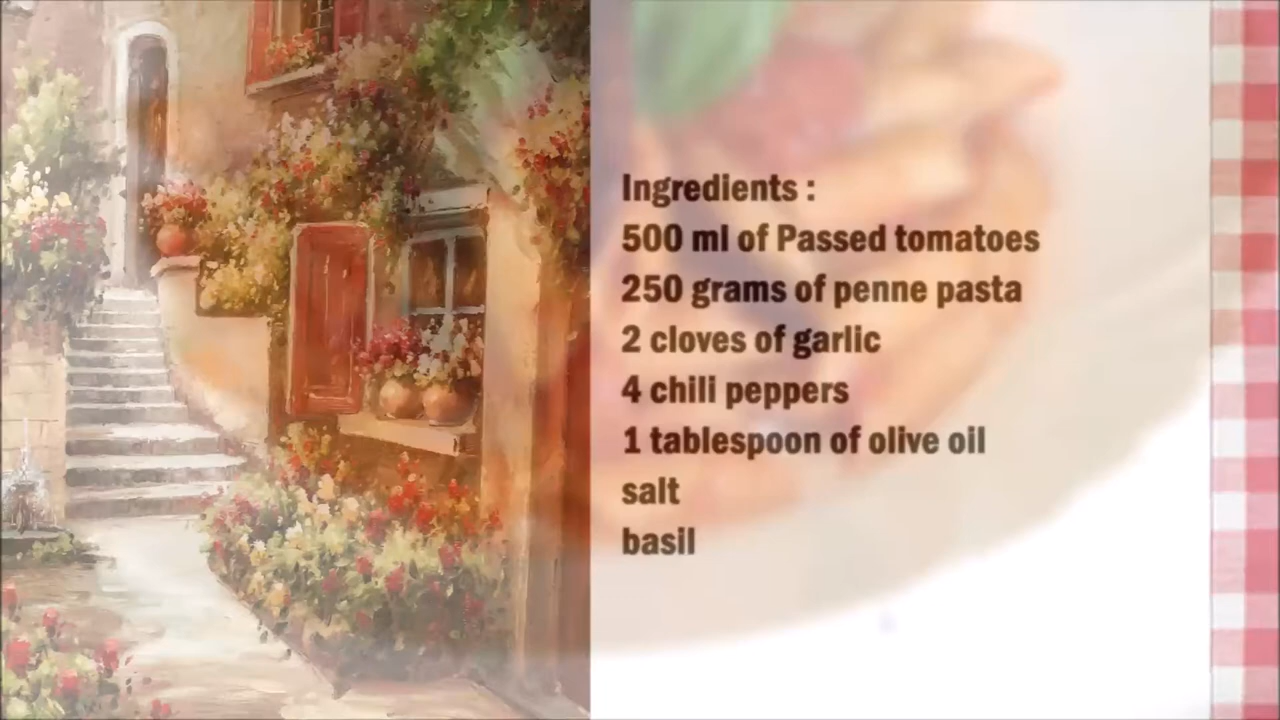 Ingredients :
500 ml of Passed tomatoes
250 grams of penne pasta
2 cloves of garlic
4 chili peppers
1 tablespoon of olive oil
salt
basil